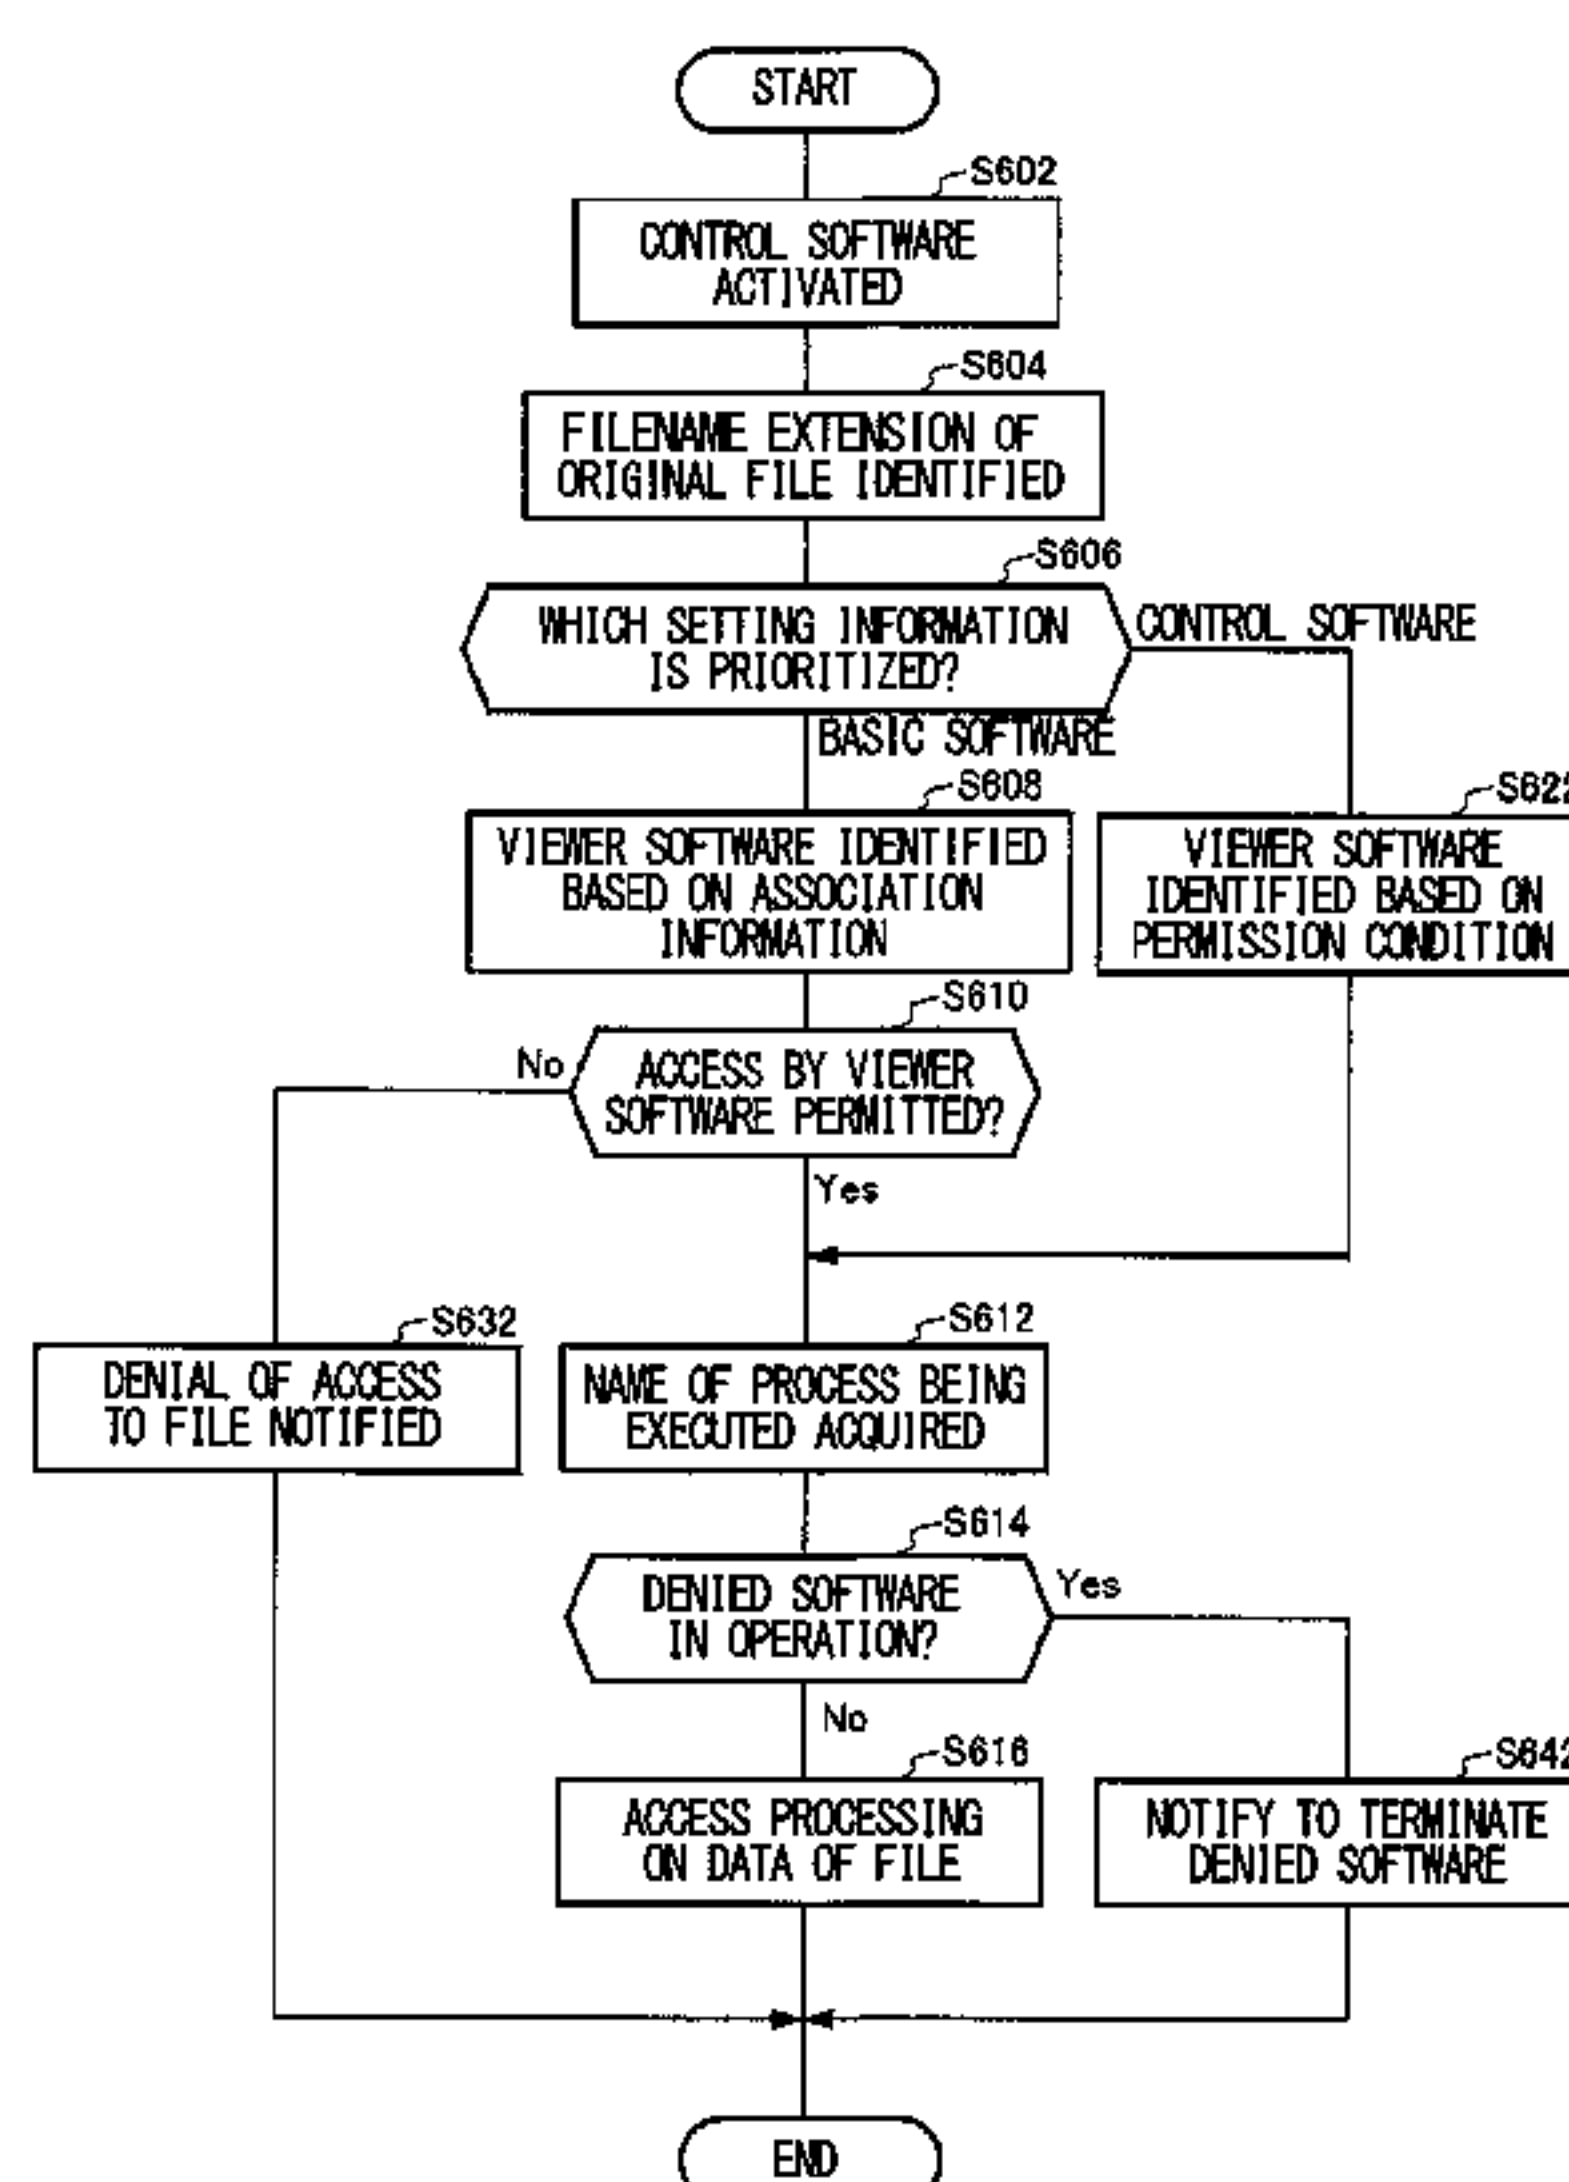 START
S602
CONTROL SOFTWARE
ACTIVATED
S604
FILENAME EXTENSION OF
ORIGINAL FILE IDENTIFIED
S606
WHICH SETTING INFORMATION
IS PRIORITIZED?
CONTROL SOFTWARE
BASIC SOFTWARE
S608
VIEWER SOFTWARE IDENTIFIED
BASED ON ASSOCIATION
INFORMATION
S622
VIEWER SOFTWARE
IDENTIFIED BASED ON
PERMISSION CONDITION
S610
No
ACCESS BY VIEWER
SOFTWARE PERMITTED?
Yes
S632
DENIAL OF ACCESS
TO FILE NOTIFIED
S612
NAME OF PROCESS BEING
EXECUTED ACQUIRED
S614
DENIED SOFTWARE
IN OPERATION?
Yes
No
S616
ACCESS PROCESSING
ON DATA OF FILE
S642
NOTIFY TO TERMINATE
DENIED SOFTWARE
END